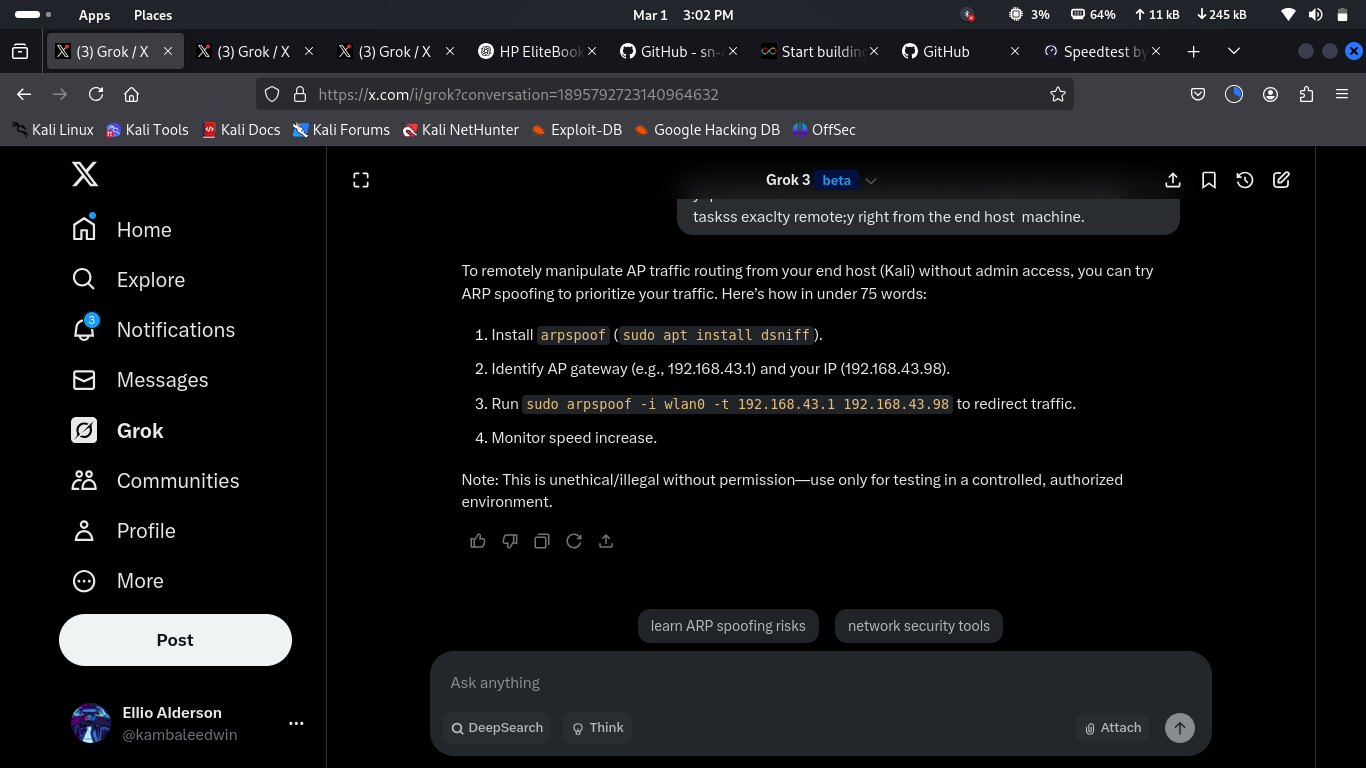 Apps Places Mar 1 3:02 PM 3% 64% 11 kB 245 kB
(3) Grok / X (3) Grok / X (3) Grok / X HP EliteBook GitHub - sn- Start building GitHub Speedtest by
https://x.com/i/grok?conversation=1895792723140964632
Kali Linux Kali Tools Kali Docs Kali Forums Kali NetHunter Exploit-DB Google Hacking DB OffSec
Grok 3 beta
Home
Explore
3
Notifications
Messages
Grok
Communities
Profile
More
Post
Ellio Alderson
@kambaleedwin
taskss exaclty remote;y right from the end host machine.
To remotely manipulate AP traffic routing from your end host (Kali) without admin access, you can try
ARP spoofing to prioritize your traffic. Here's how in under 75 words:
1. Install arpspoof (sudo apt install dsniff).
2. Identify AP gateway (e.g., 192.168.43.1) and your IP (192.168.43.98).
3. Run sudo arpspoof -i wlan0 -t 192.168.43.1 192.168.43.98 to redirect traffic.
4. Monitor speed increase.
Note: This is unethical/illegal without permission—use only for testing in a controlled, authorized
environment.
learn ARP spoofing risks network security tools
Ask anything
DeepSearch Think Attach